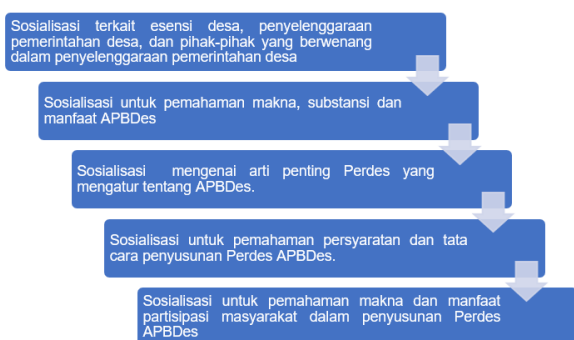 Sosialisasi terkait esensi desa, penyelenggaraan
pemerintahan desa, dan pihak-pihak yang berwenang
dalam penyelenggaraan pemerintahan desa
Sosialisasi untuk pemahaman makna, substansi dan
manfaat APBDes
Sosialisasi mengenai arti penting Perdes yang
mengatur tentang APBDes.
Sosialisasi untuk pemahaman persyaratan dan tata
cara penyusunan Perdes APBDes.
Sosialisasi untuk pemahaman makna dan manfaat
partisipasi masyarakat dalam penyusunan Perdes
APBDes